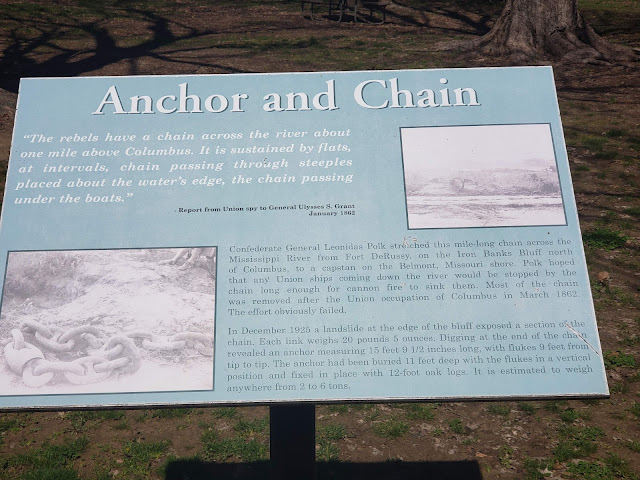 Anchor and Chain
"The rebels have a chain across the river about
one mile above Columbus. It is sustained by flats,
at intervals, chain passing through steeples
placed about the water's edge, the chain passing
under the boats."
- Report from Union spy to General Ulysses S. Grant
January 1862
Confederate General Leonidas Polk stretched this mile-long chain across the
Mississippi River from Fort DeRussy, on the Iron Banks Bluff north
of Columbus, to a capstan on the Belmont, Missouri shore. Polk hoped
that any Union ships coming down the river would be stopped by the
chain long enough for cannon fire to sink them. Most of the chain
was removed after the Union occupation of Columbus in March 1862.
The effort obviously failed.
In December 1925 a landslide at the edge of the bluff exposed a section of the
chain. Each link weighs 20 pounds 5 ounces. Digging at the end of the chain
revealed an anchor measuring 15 feet 9 1/2 inches long, with flukes 9 feet from
tip to tip. The anchor had been buried 11 feet deep with the flukes in a vertical
position and fixed in place with 12-foot oak logs. It is estimated to weigh
anywhere from 2 to 6 tons.